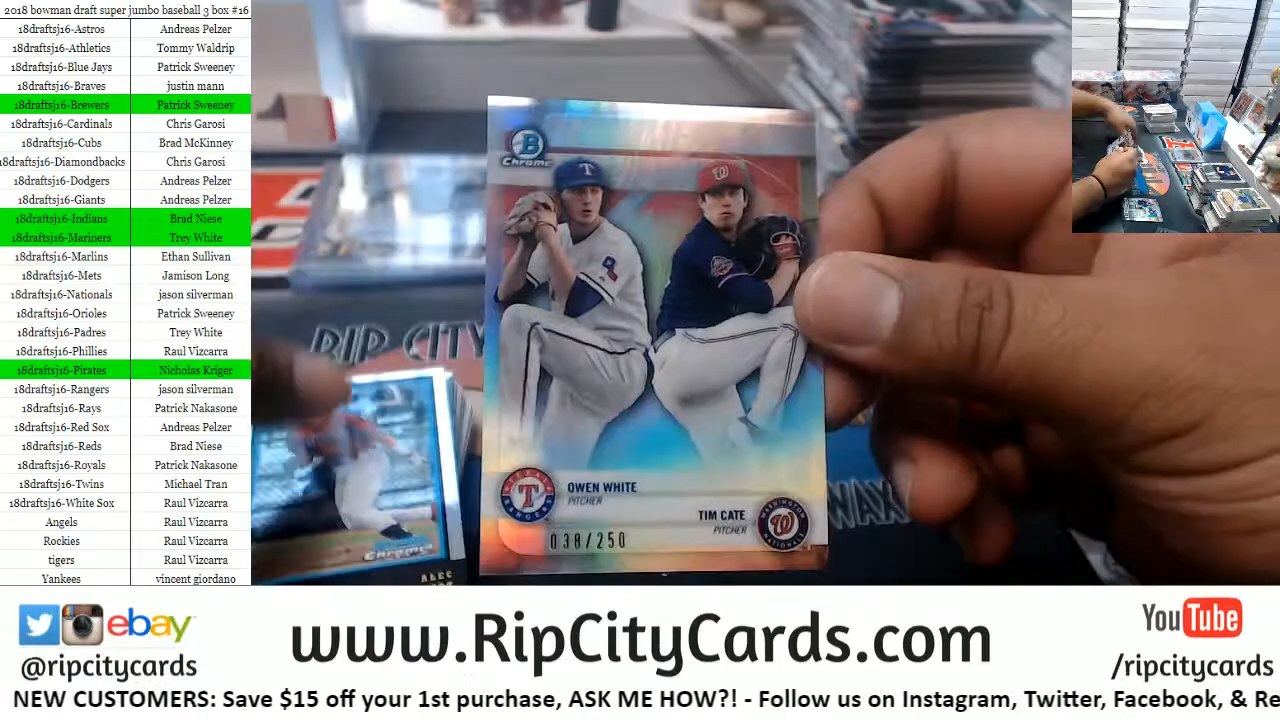 2018 bowman draft super jumbo baseball 3 box #16
18draftsj16-Astros Andreas Pelzer
18draftsj16-Athletics Tommy Waldrip
18draftsj16-Blue Jays Patrick Sweeney
18draftsj16-Braves justin mann
18draftsj16-Brewers Patrick Sweeney
18draftsj16-Cardinals Chris Garosi
18draftsj16-Cubs Brad McKinney
18draftsj16-Diamondbacks Chris Garosi
18draftsj16-Dodgers Andreas Pelzer
18draftsj16-Giants Andreas Pelzer
18draftsj16-Indians Brad Niese
18draftsj16-Mariners Trey White
18draftsj16-Marlins Ethan Sullivan
18draftsj16-Mets Jamison Long
18draftsj16-Nationals jason silverman
18draftsj16-Orioles Patrick Sweeney
18draftsj16-Padres Trey White
18draftsj16-Phillies Raul Vizcarra
18draftsj16-Pirates Nicholas Kriger
18draftsj16-Rangers jason silverman
18draftsj16-Rays Patrick Nakasone
18draftsj16-Red Sox Andreas Pelzer
18draftsj16-Reds Brad Niese
18draftsj16-Royals Patrick Nakasone
18draftsj16-Twins Michael Tran
18draftsj16-White Sox Raul Vizcarra
Angels Raul Vizcarra
Rockies Raul Vizcarra
tigers Raul Vizcarra
Yankees vincent giordano
B
Chrome
T
W
OWEN WHITE
PITCHER
TIM CATE
PITCHER
038/250
RIP CITY
WAX
Chrome
ALEC
ebay
@ripcitycards
www.RipCityCards.com
YouTube
/ripcitycards
NEW CUSTOMERS: Save $15 off your 1st purchase, ASK ME HOW?! - Follow us on Instagram, Twitter, Facebook, & Re